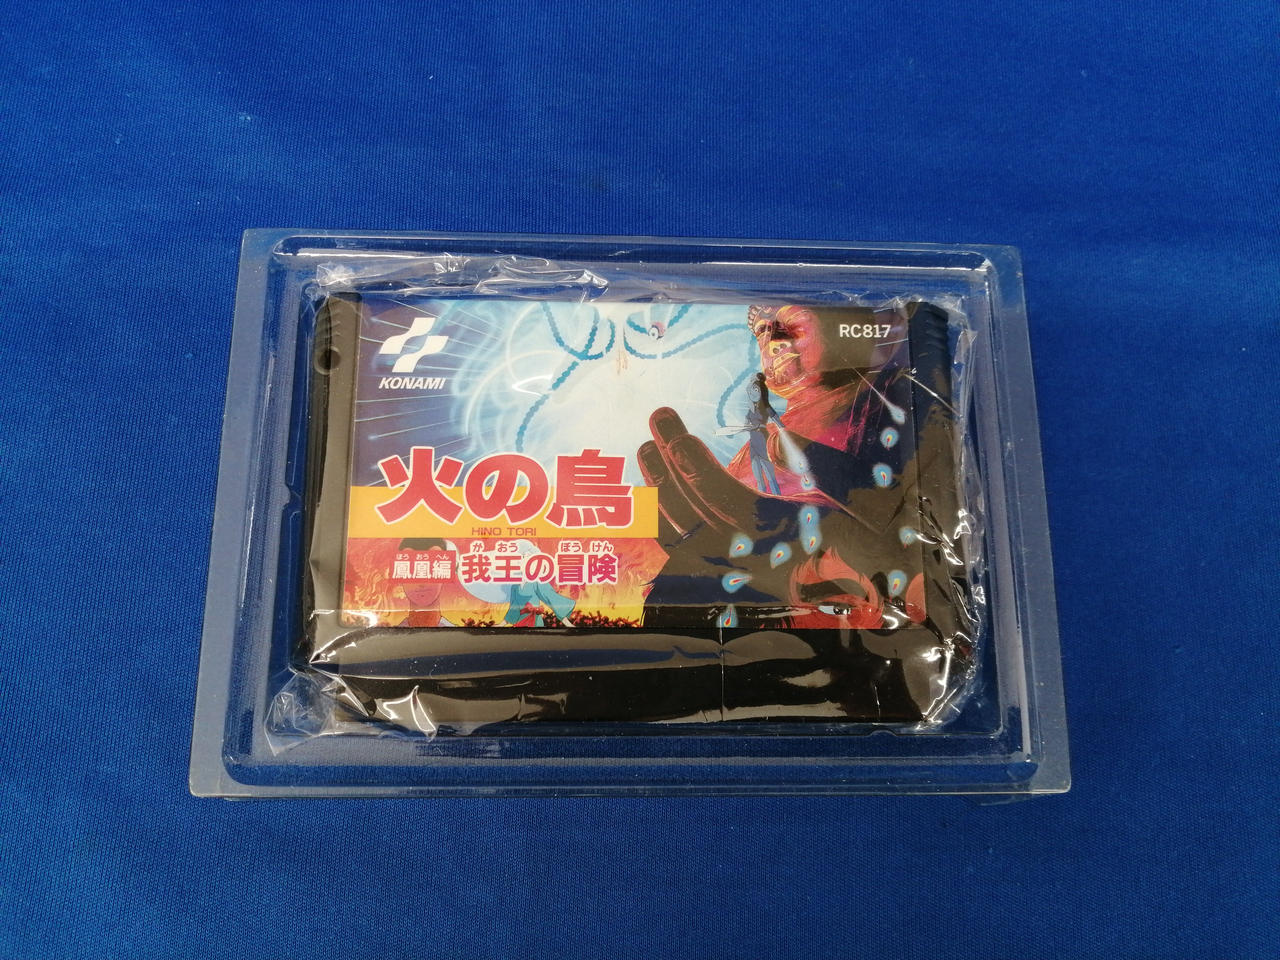 KONAMI
RC817
火の鳥
HINO TORI
ほうおうへん
鳳凰編
がおう ぼうけん
我王の冒険